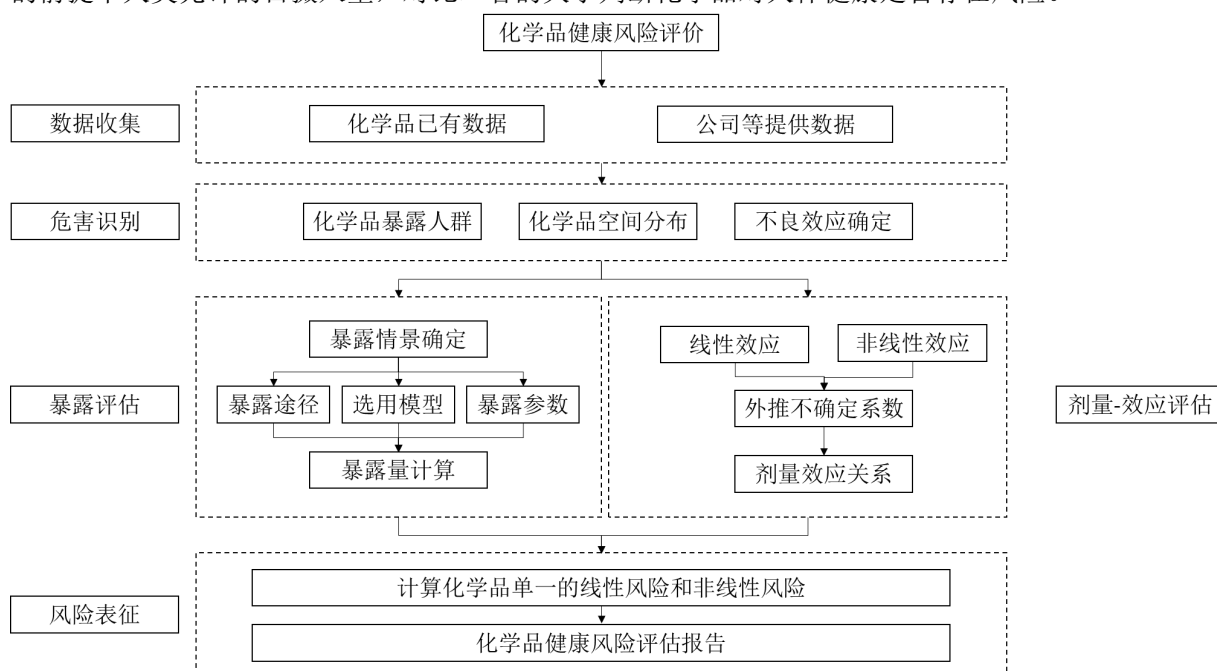 化学品健康风险评价
数据收集
化学品已有数据
公司等提供数据
危害识别
化学品暴露人群
化学品空间分布
不良效应确定
暴露情景确定
线性效应
非线性效应
暴露评估
暴露途径
选用模型
暴露参数
外推不确定系数
剂量-效应评估
暴露量计算
剂量效应关系
计算化学品单一的线性风险和非线性风险
风险表征
化学品健康风险评估报告